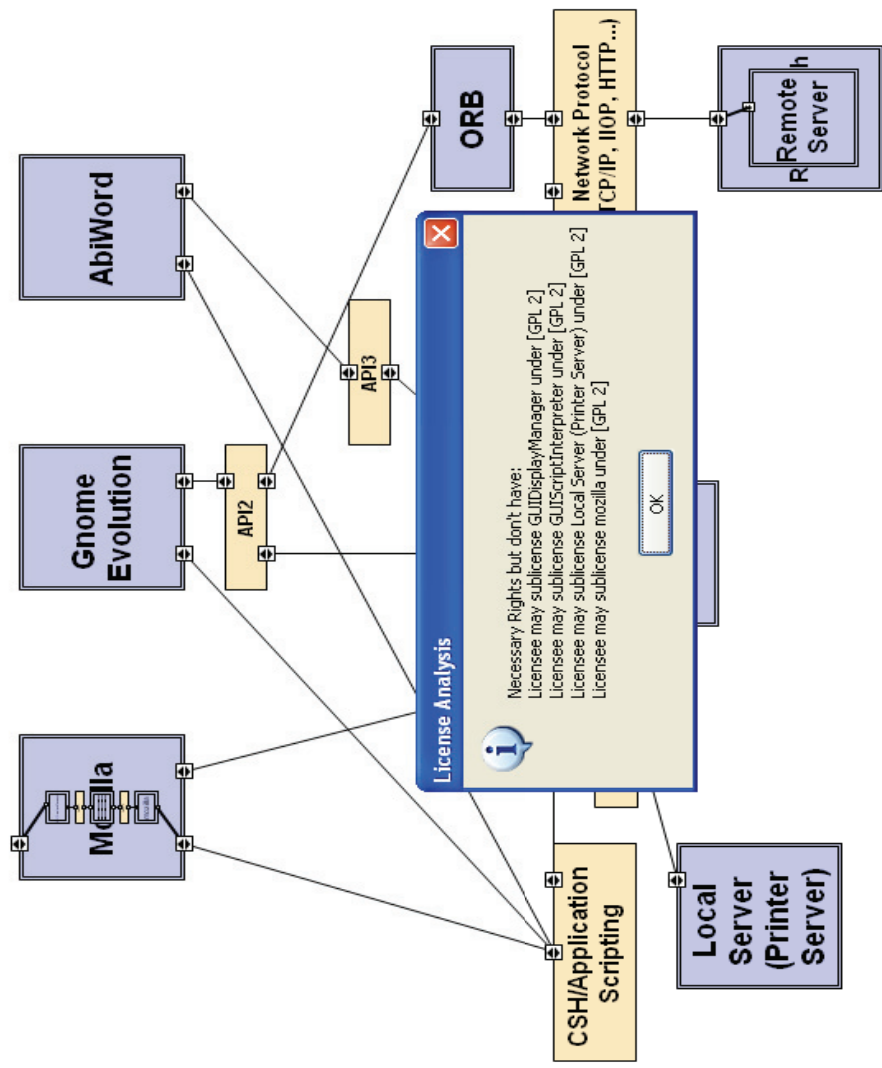 Mozilla
Gnome
Evolution
AbiWord
API2
API3
ORB
CSH/Application
Scripting
Network Protocol
TCP/IP, IIOP, HTTP...)
License Analysis
Necessary Rights but don't have:
Licensee may sublicense GUIDisplayManager under [GPL 2]
Licensee may sublicense GUIScriptInterpreter under [GPL 2]
Licensee may sublicense Local Server (Printer Server) under [GPL 2]
Licensee may sublicense mozilla under [GPL 2]
OK
Local
Server
(Printer
Server)
Remote
Server